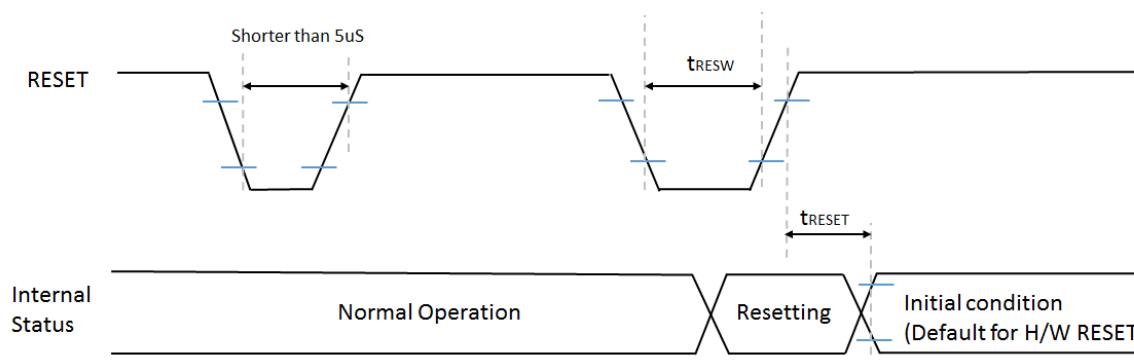 Shorter than 5uS
RESET
tRESW
tRESET
Internal
Status
Normal Operation
Resetting
Initial condition
(Default for H/W RESET